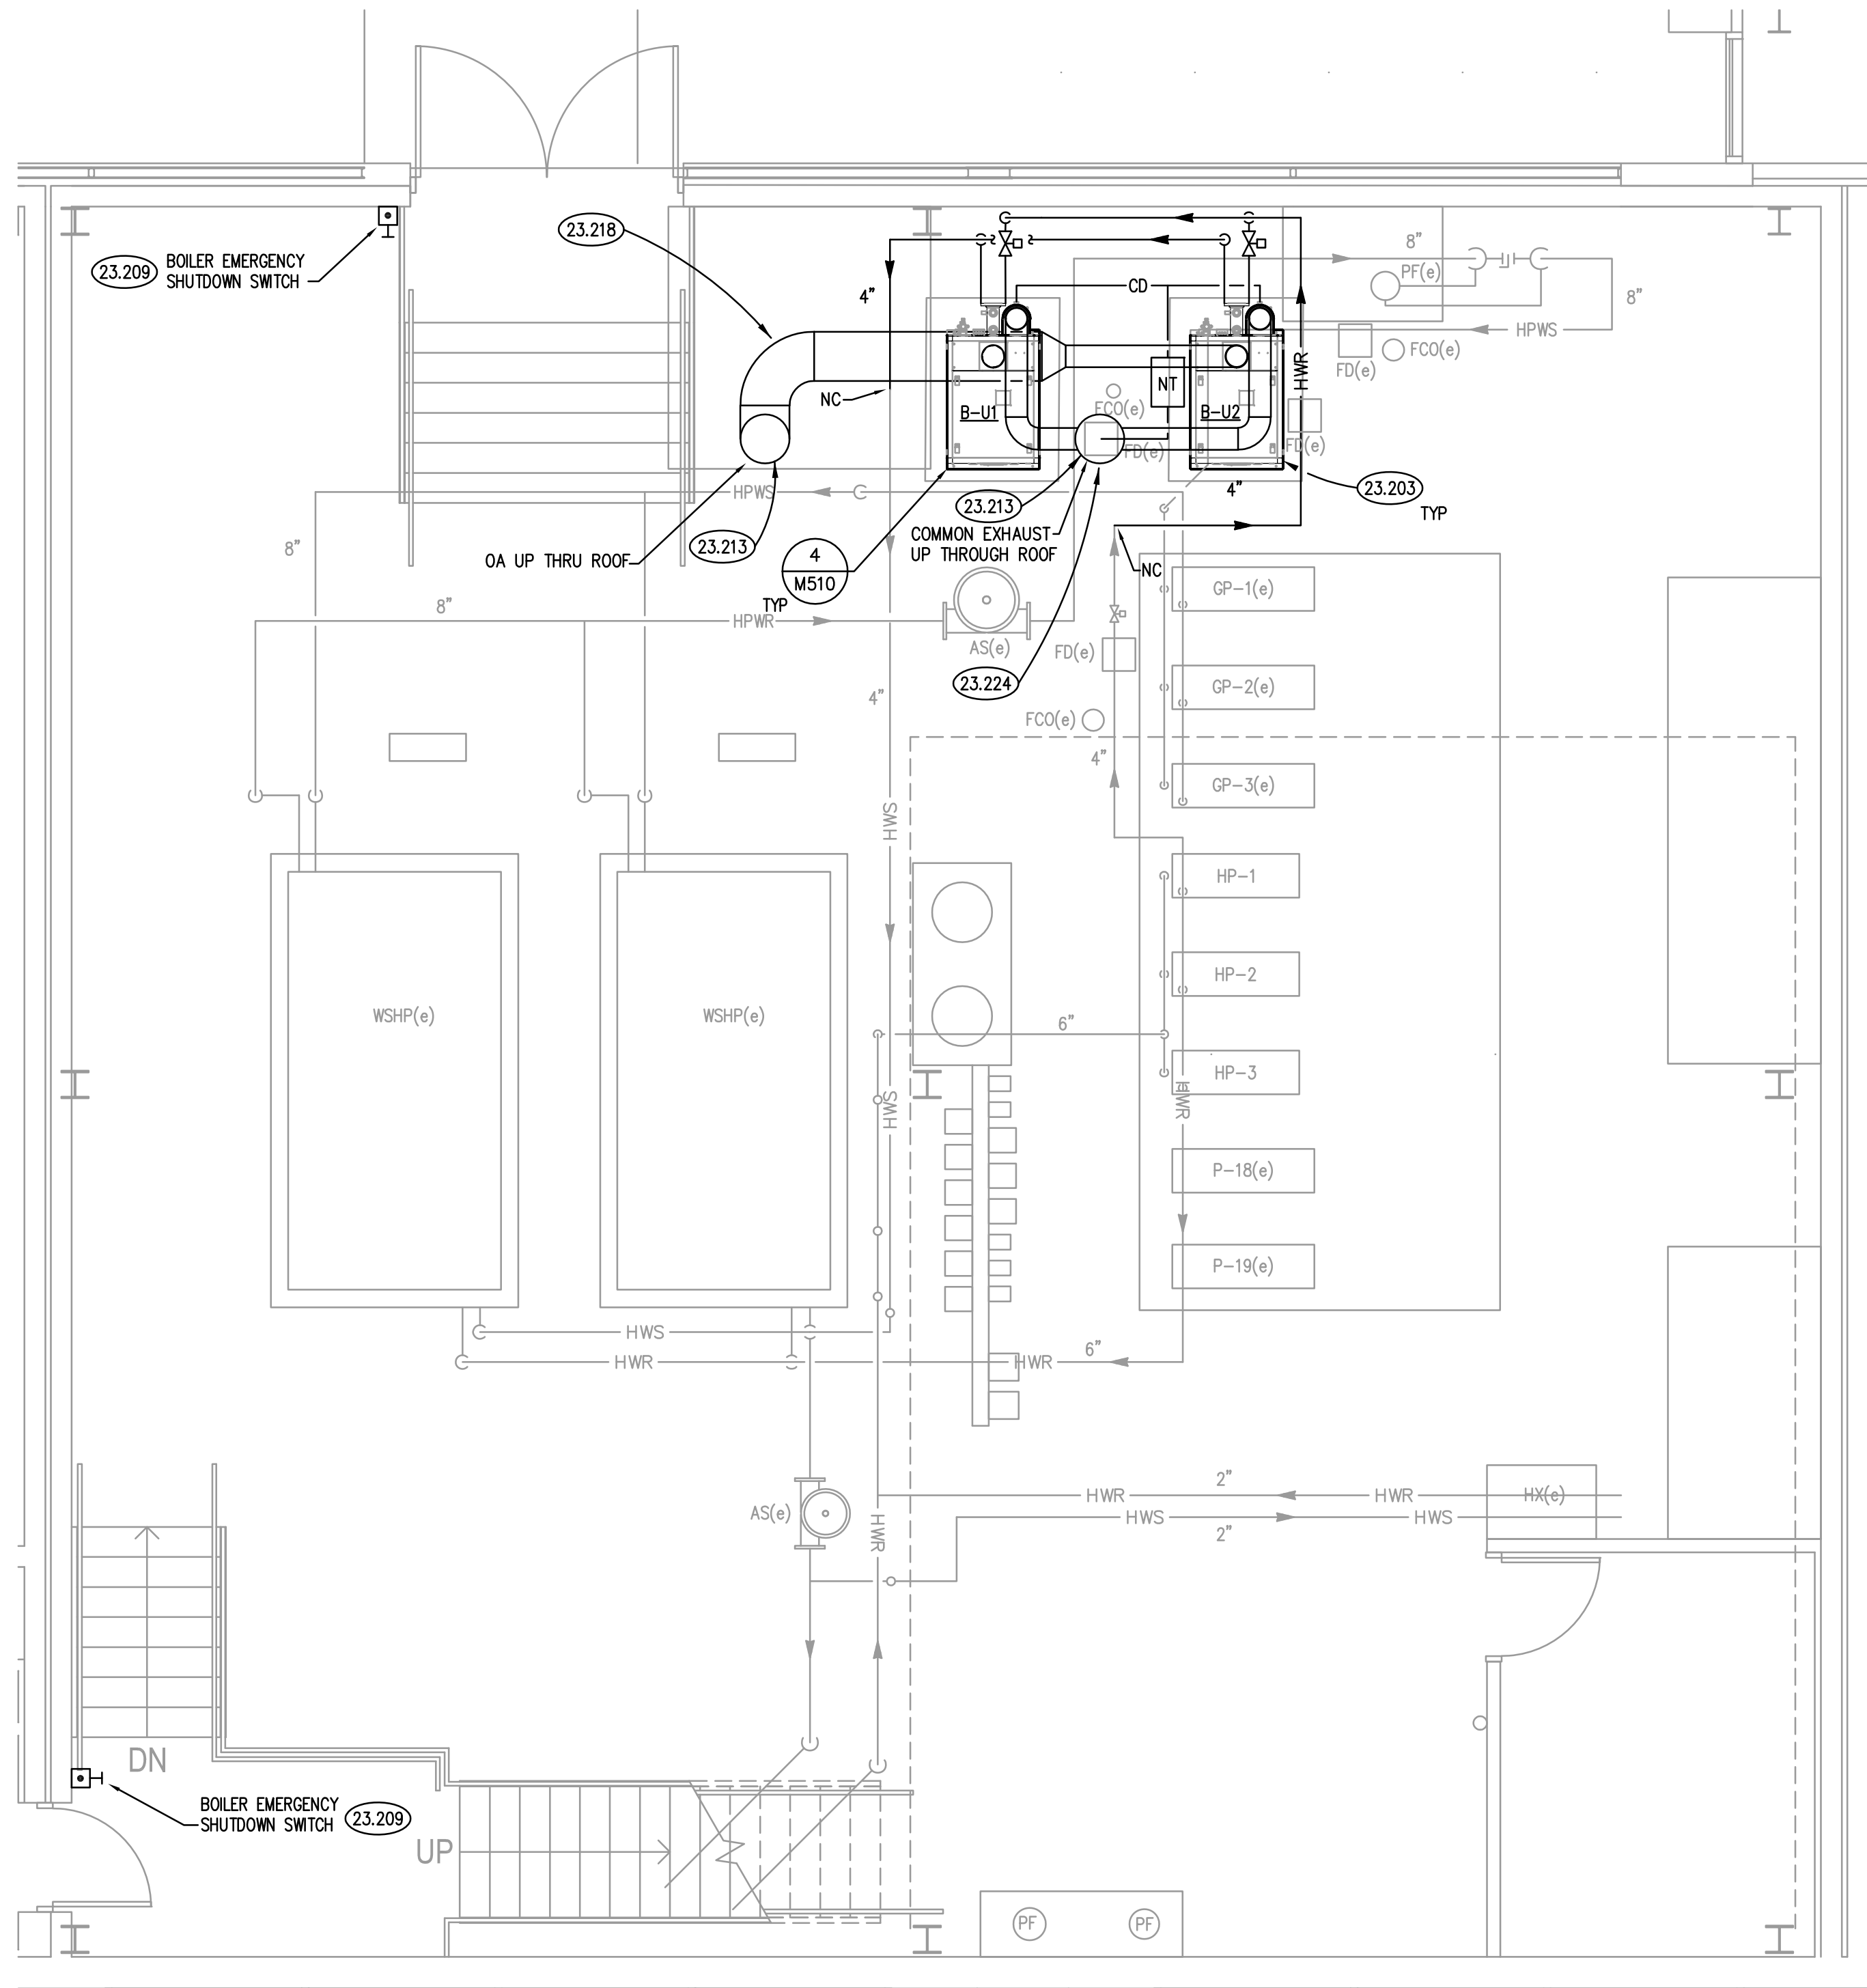 23.218
8"
PF(e)
23.209
BOILER EMERGENCY
SHUTDOWN SWITCH
4"
CD
8"
HPWS
FCO(e)
FD(e)
HWR
NT
NC
B-U1
FCO(e)
B-U2
FD(e)
FD(e)
HPWS
4"
23.203
TYP
23.213
COMMON EXHAUST
UP THROUGH ROOF
8"
23.213
OA UP THRU ROOF
4
M510
TYP
NC
GP-1(e)
8"
HPWR
AS(e)
FD(e)
23.224
GP-2(e)
4"
FCO(e)
4"
GP-3(e)
HWS
HP-1
HP-2
WSHP(e)
WSHP(e)
6"
HP-3
HWS
HWR
P-18(e)
P-19(e)
HWS
HWR
HWR
6"
2"
HWR
HWR
HX(e)
AS(e)
HWR
HWS
HWS
2"
DN
BOILER EMERGENCY
SHUTDOWN SWITCH
23.209
UP
PF
PF